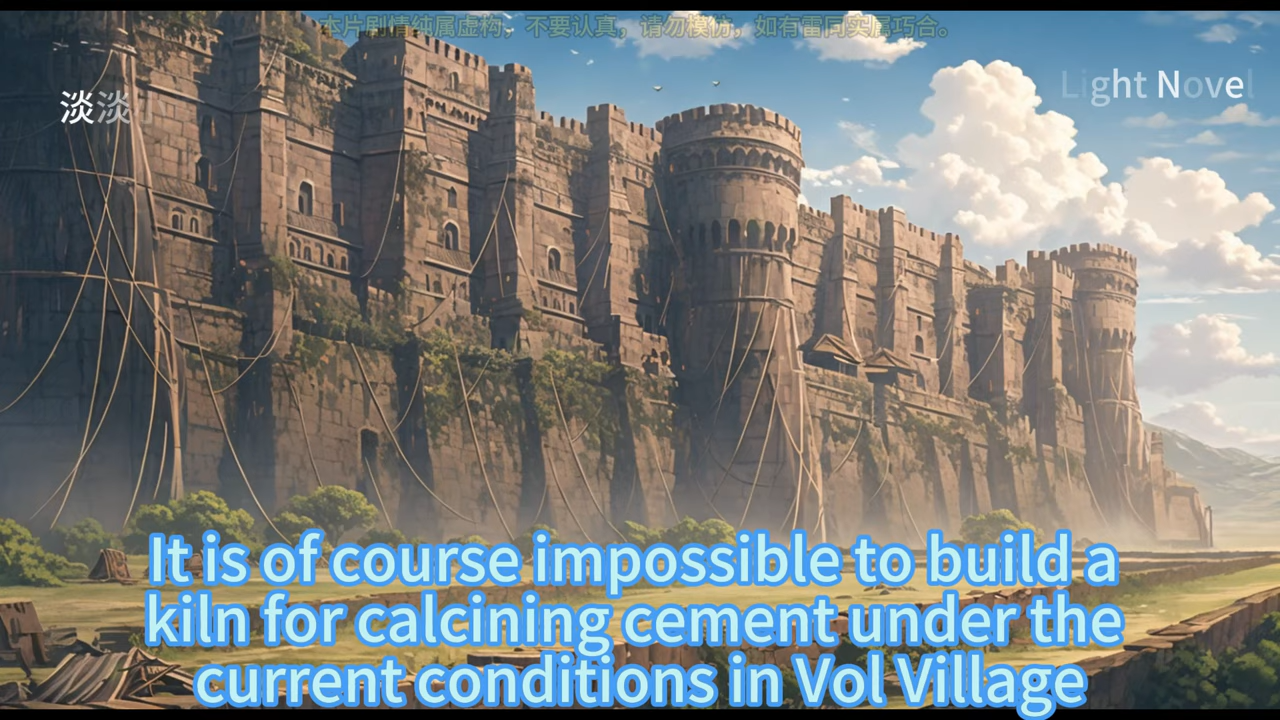 本片剧情纯属虚构，不要认真，请勿模仿，如有雷同实属巧合。
Light Novel
淡淡
It is of course impossible to build a
kiln for calcining cement under the
current conditions in Vol Village